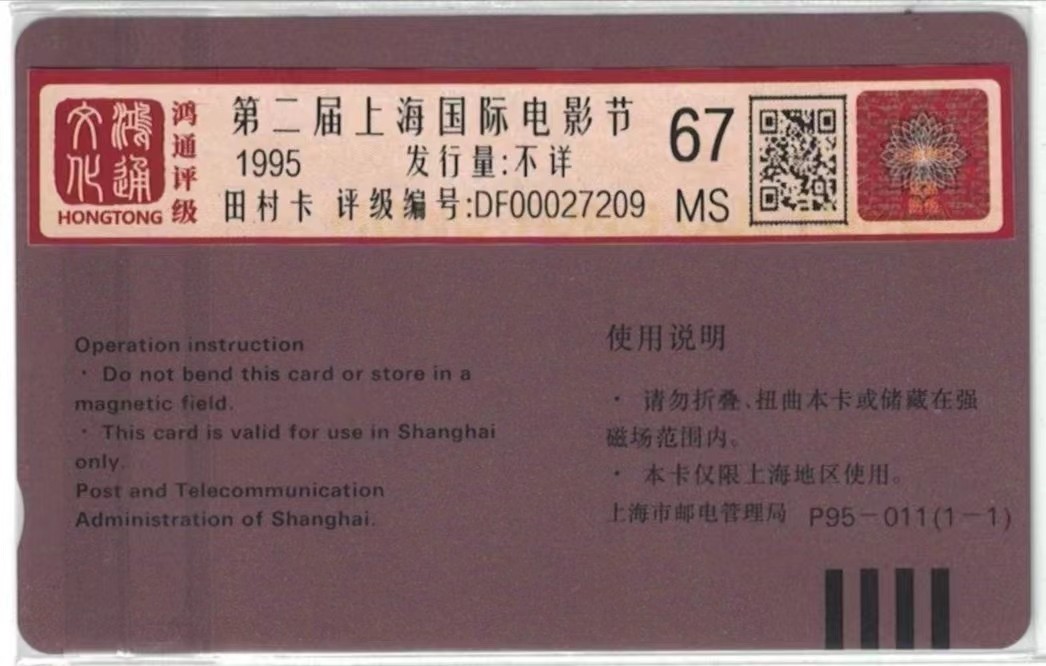 鸿通文化
HONGTONG
鸿通评级
第二届上海国际电影节
1995 发行量:不详
田村卡 评级编号:DF00027209
67
MS
Operation instruction
· Do not bend this card or store in a
magnetic field.
· This card is valid for use in Shanghai
only.
Post and Telecommunication
Administration of Shanghai.
使用说明
· 请勿折叠、扭曲本卡或储藏在强
磁场范围内。
· 本卡仅限上海地区使用。
上海市邮电管理局 P95-011(1-1)